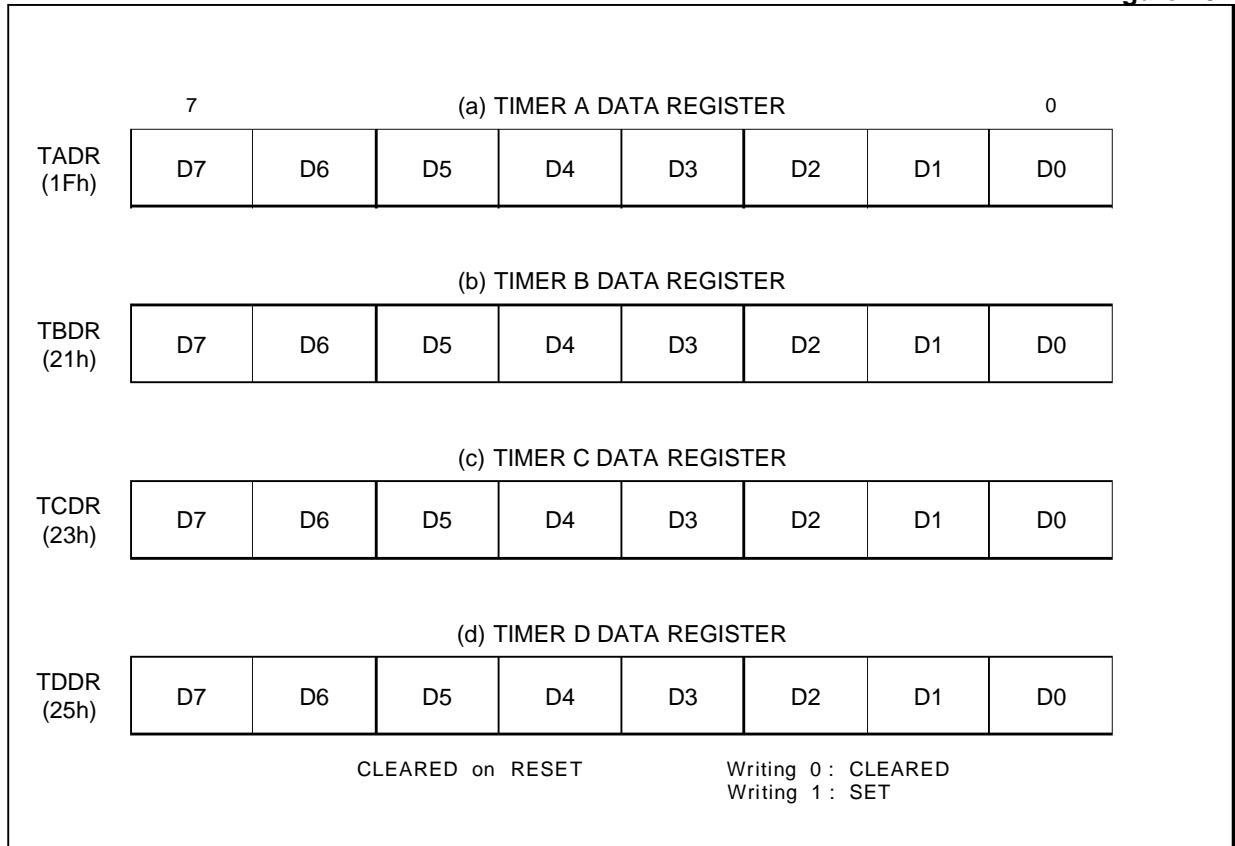 7 (a) TIMER A DATA REGISTER 0
TADR
(1Fh)
D7 D6 D5 D4 D3 D2 D1 D0
(b) TIMER B DATA REGISTER
TBDR
(21h)
D7 D6 D5 D4 D3 D2 D1 D0
(c) TIMER C DATA REGISTER
TCDR
(23h)
D7 D6 D5 D4 D3 D2 D1 D0
(d) TIMER D DATA REGISTER
TDDR
(25h)
D7 D6 D5 D4 D3 D2 D1 D0
CLEARED on RESET Writing 0 : CLEARED
Writing 1 : SET